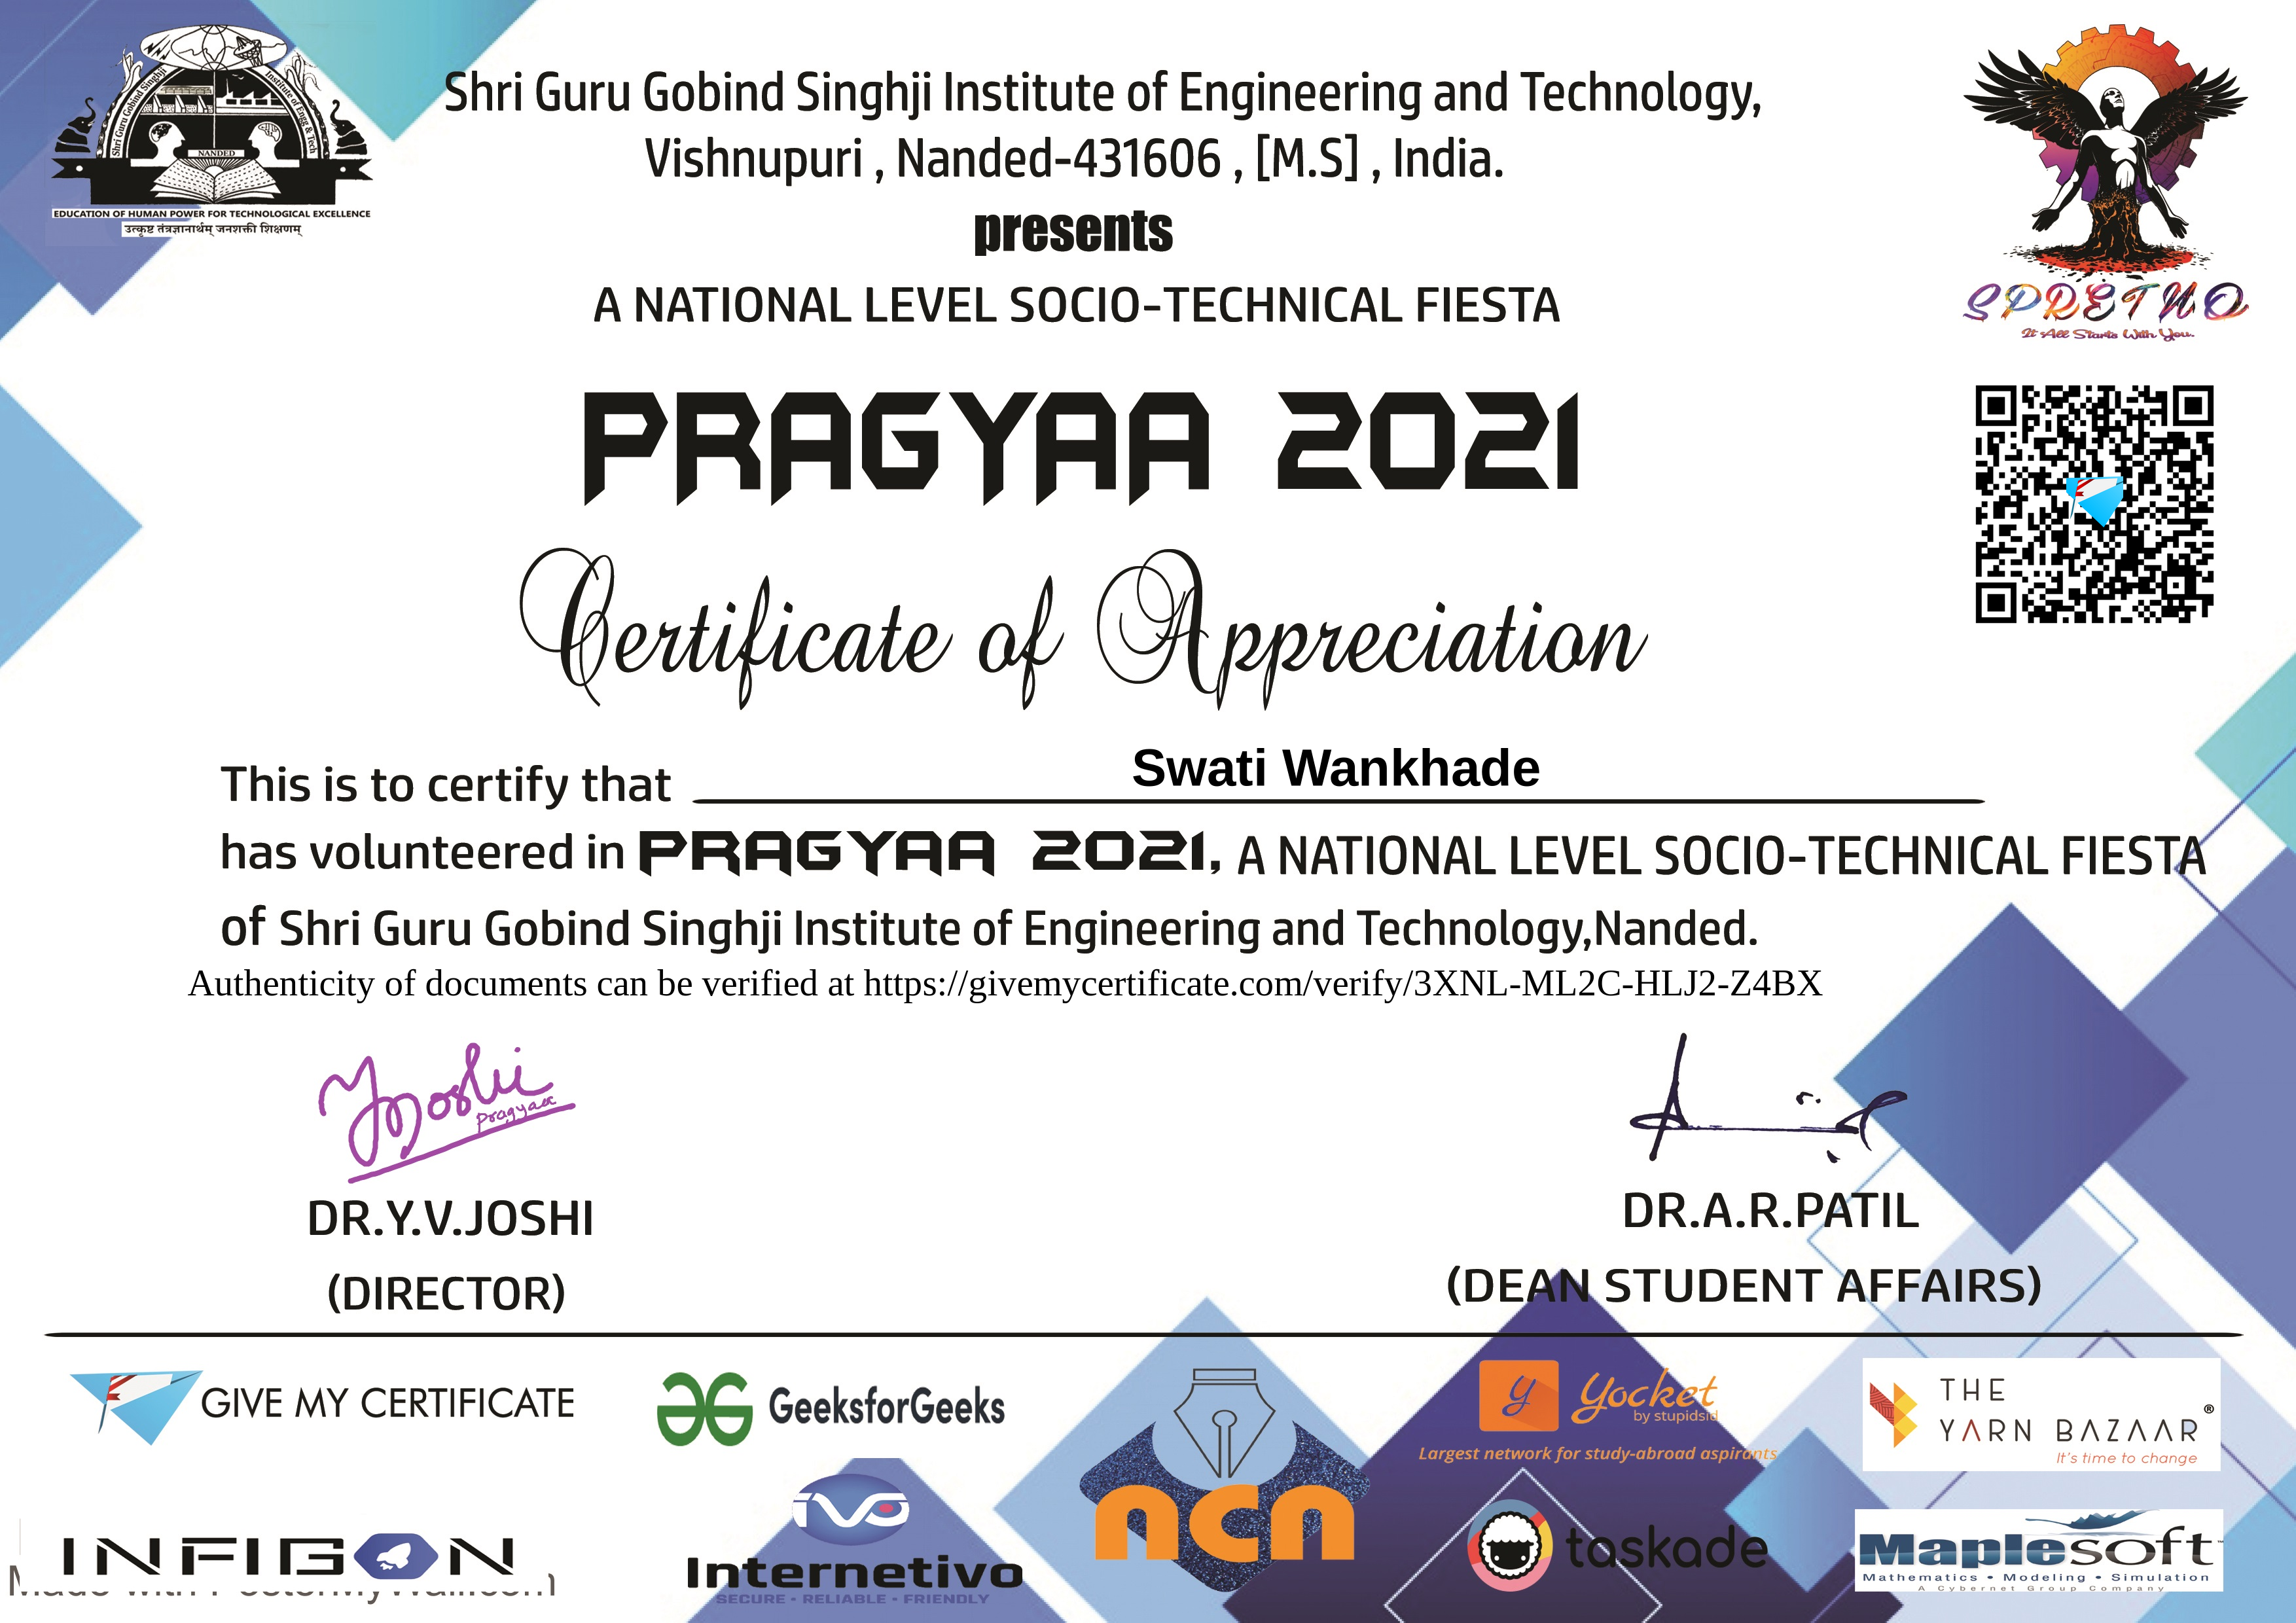 Shri Guru Gobind Singhji Institute of Engg & Tech
NANDED
EDUCATION OF HUMAN POWER FOR TECHNOLOGICAL EXCELLENCE
उत्कृष्ट तंत्रज्ञानार्थम् जनशक्ती शिक्षणम्
Shri Guru Gobind Singhji Institute of Engineering and Technology,
Vishnupuri , Nanded-431606 , [M.S] , India.
presents
A NATIONAL LEVEL SOCIO-TECHNICAL FIESTA
SPRETNO
It All Starts With You.
PRAGYAA 2021
Certificate of Appreciation
This is to certify that Swati Wankhade
has volunteered in PRAGYAA 2021, A NATIONAL LEVEL SOCIO-TECHNICAL FIESTA
of Shri Guru Gobind Singhji Institute of Engineering and Technology,Nanded.
Authenticity of documents can be verified at https://givemycertificate.com/verify/3XNL-ML2C-HLJ2-Z4BX
YJoshi
Pragyaa
DR.Y.V.JOSHI
(DIRECTOR)
DR.A.R.PATIL
(DEAN STUDENT AFFAIRS)
GIVE MY CERTIFICATE
GeeksforGeeks
ncn
y yocket
by stupidsid
Largest network for study-abroad aspirants
THE
YARN BAZAAR®
It's time to change
INFIGON
Made with PosterMyWall.com
ivo
Internetivo
SECURE • RELIABLE • FRIENDLY
taskade
Maplesoft
Mathematics • Modeling • Simulation
A Cybernet Group Company